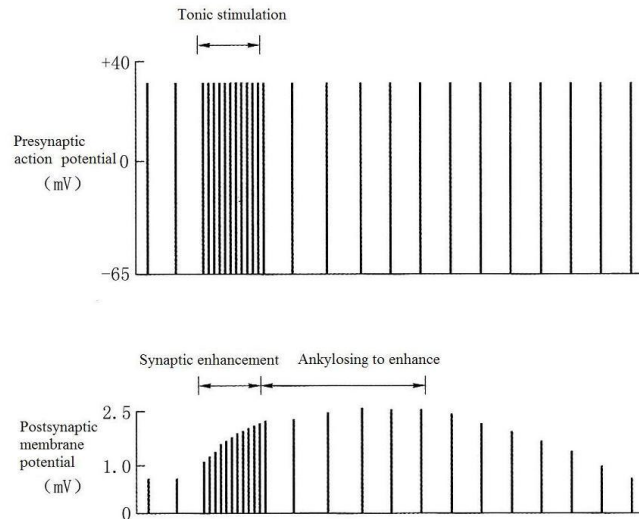 Tonic stimulation
+40
Presynaptic
action potential
0
(mV)
-65
Synaptic enhancement
Ankylosing to enhance
2.5
Postsynaptic
membrane
potential
1.0
(mV)
0